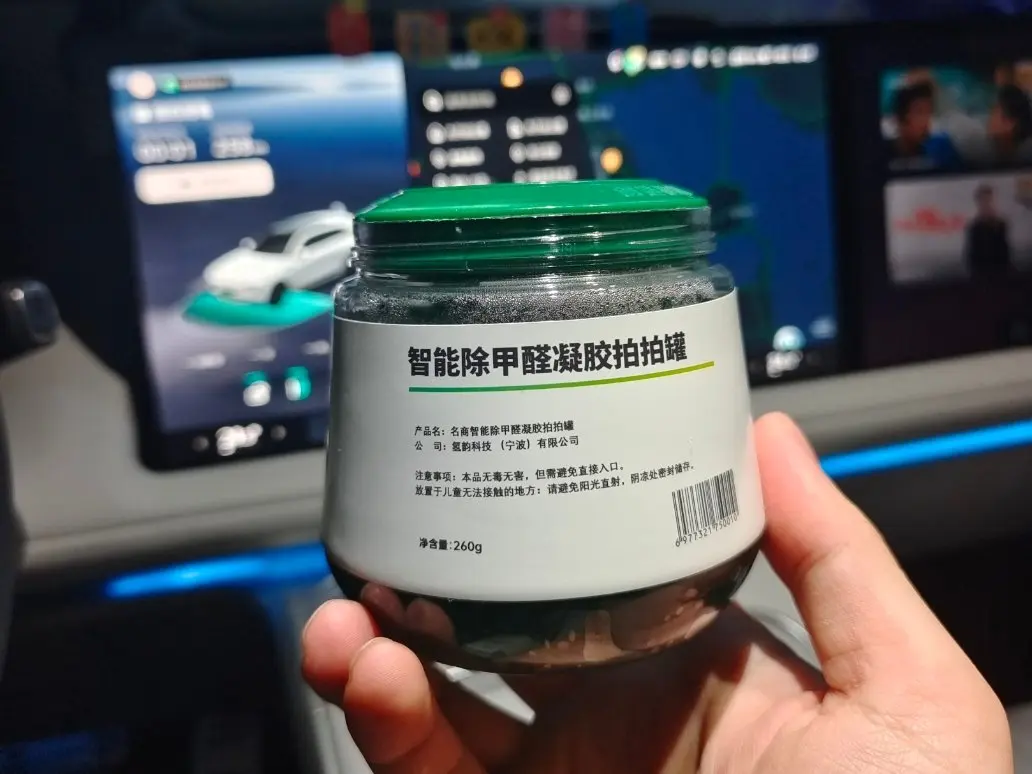 智能除甲醛凝胶拍拍罐
产品名：名商智能除甲醛凝胶拍拍罐
公　司：氢韵科技（宁波）有限公司
注意事项：本品无毒无害，但需避免直接入口。
放置于儿童无法接触的地方：请避免阳光直射，阴凉处密封储存。
净含量:260g